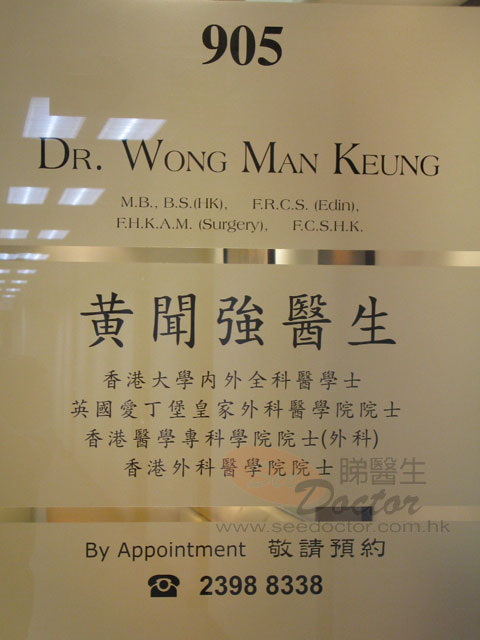 905
DR. WONG MAN KEUNG
M.B., B.S.(HK), F.R.C.S. (Edin),
F.H.K.A.M. (Surgery), F.C.S.H.K.
黃聞強醫生
香港大學内外全科醫學士
英國愛丁堡皇家外科醫學院院士
香港醫學專科學院院士(外科)
香港外科醫學院院士
睇醫生
Doctor
www.seedoctor.com.hk
By Appointment 敬請預約
☎ 2398 8338